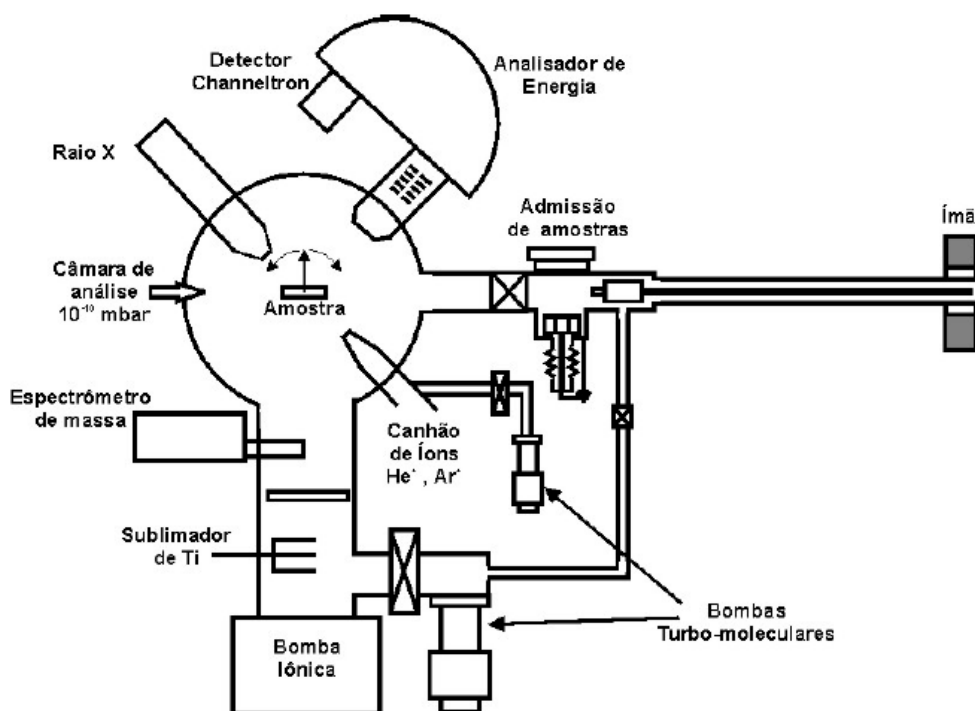 Detector
Channeltron
Analisador de
Energia
Raio X
Admissão
de amostras
Ímã
Câmara de
análise
10⁻¹⁰ mbar
Amostra
Espectrômetro
de massa
Canhão
de Íons
He⁺ , Ar⁺
Sublimador
de Ti
Bombas
Turbo-moleculares
Bomba
Iônica